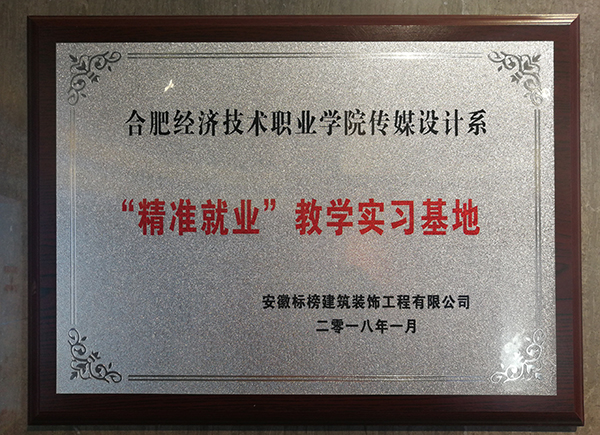 合肥经济技术职业学院传媒设计系
“精准就业”教学实习基地
安徽标榜建筑装饰工程有限公司
二零一八年一月